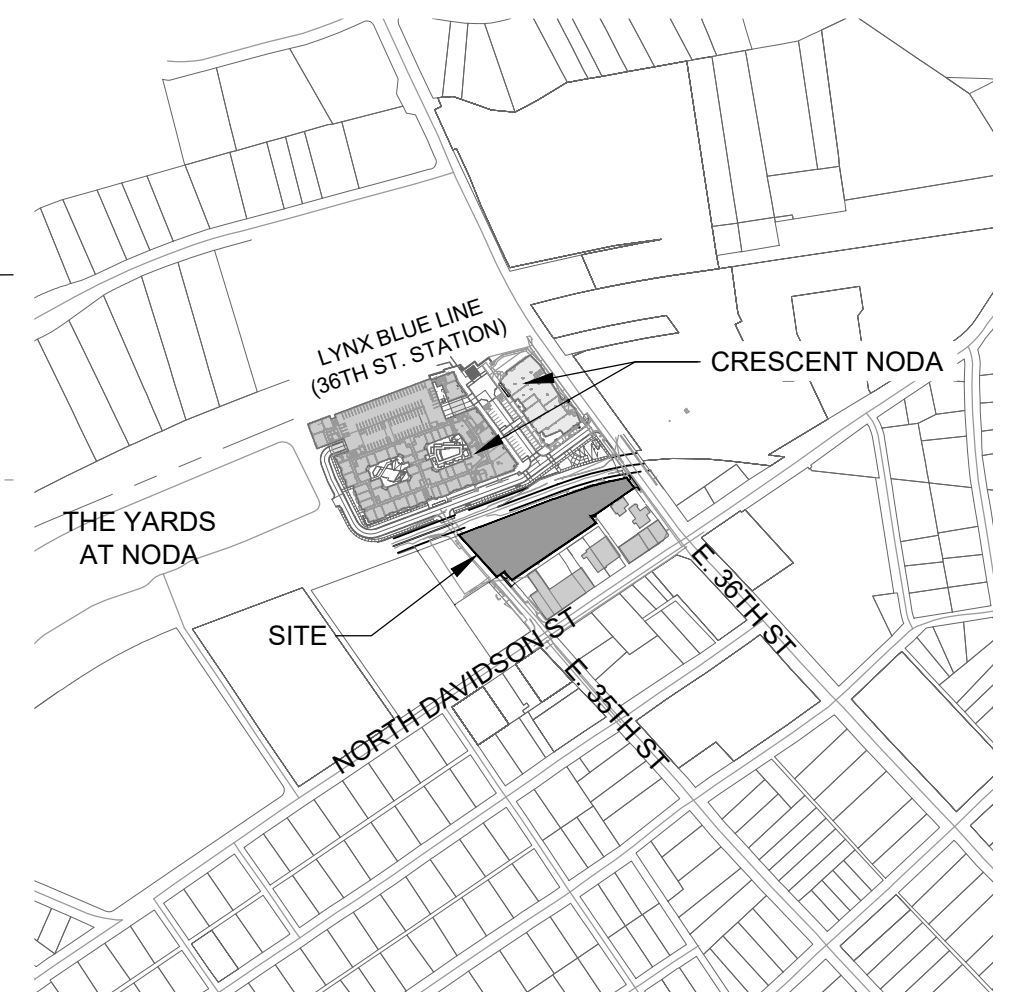 LYNX BLUE LINE
(36TH ST. STATION)
CRESCENT NODA
THE YARDS
AT NODA
SITE
NORTH DAVIDSON ST
E. 36TH ST
E. 35TH ST